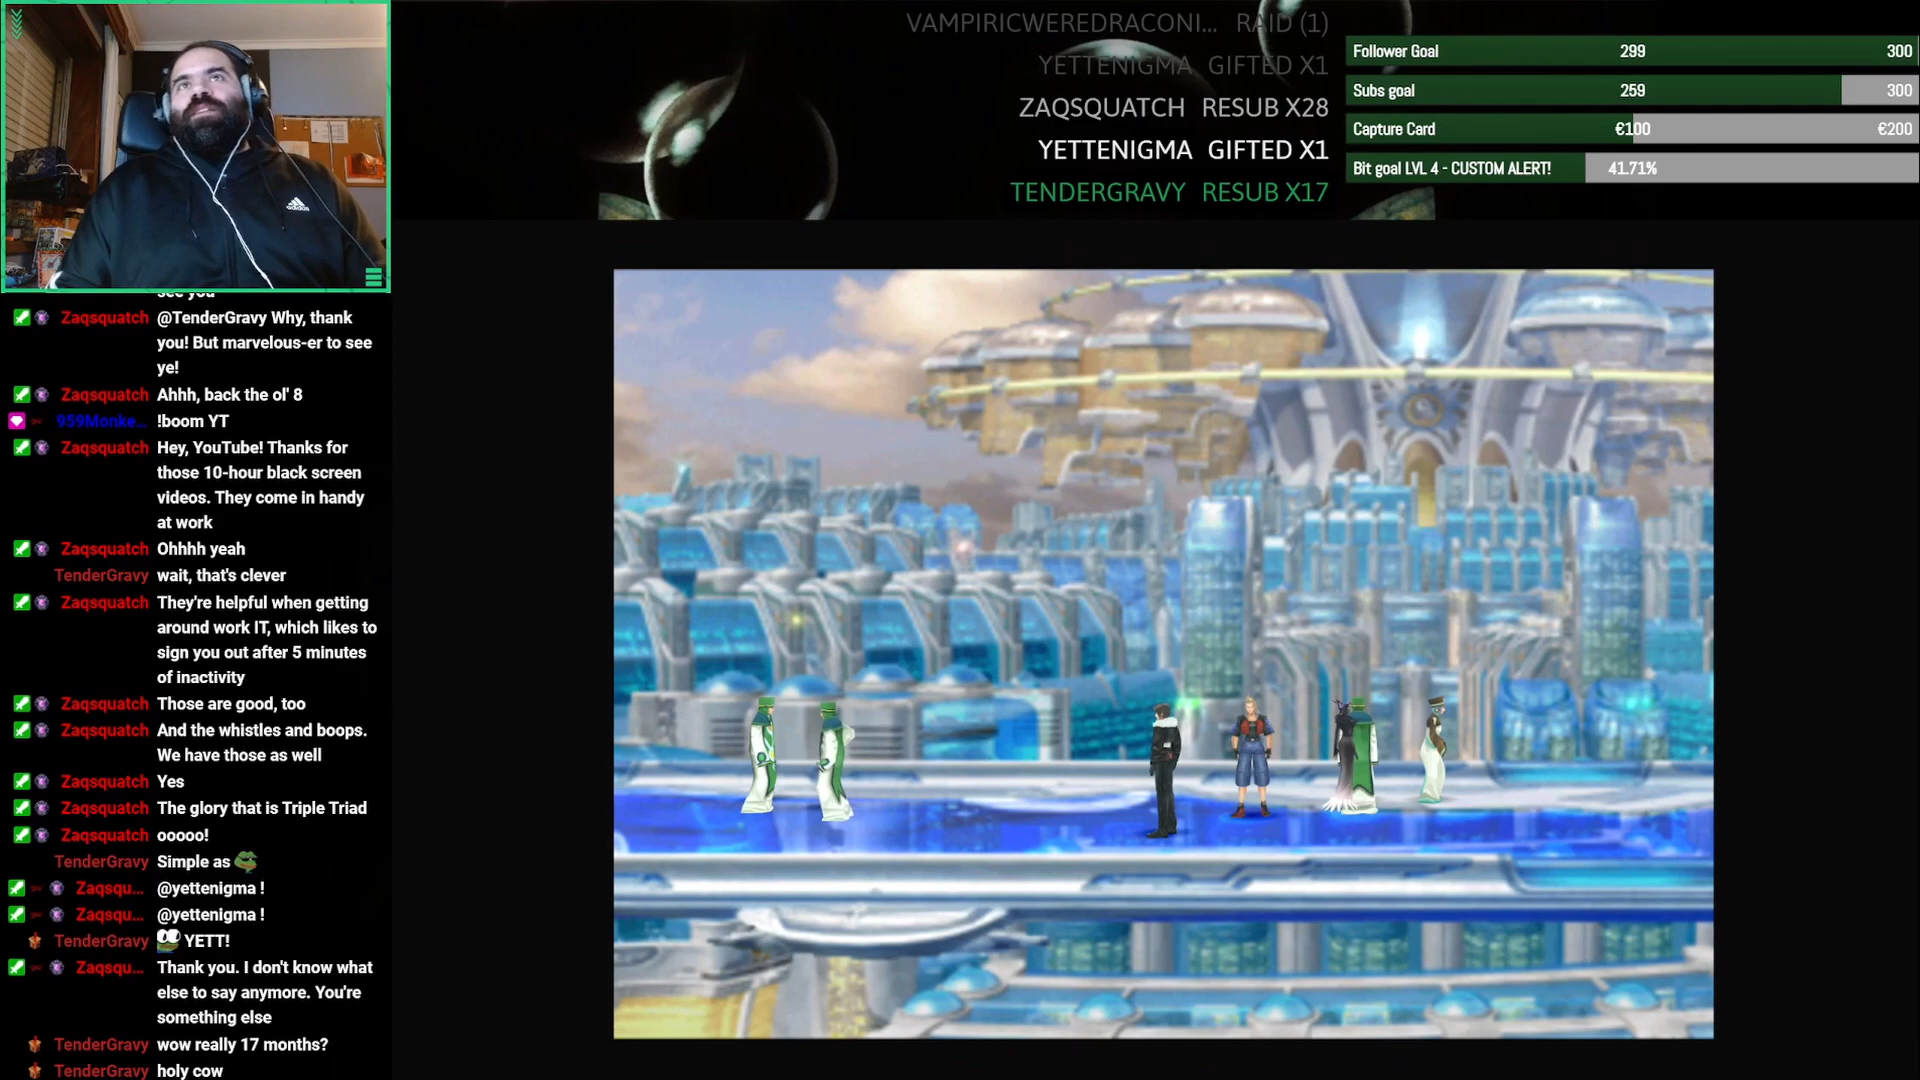 VAMPIRICWEREDRACONI... RAID (1)
YETTENIGMA GIFTED X1
ZAQSQUATCH RESUB X28
YETTENIGMA GIFTED X1
TENDERGRAVY RESUB X17
Follower Goal 299 300
Subs goal 259 300
Capture Card €100 €200
Bit goal LVL 4 - CUSTOM ALERT! 41.71%
adidas
see you
Zaqsquatch @TenderGravy Why, thank
you! But marvelous-er to see
ye!
Zaqsquatch Ahhh, back the ol' 8
959Monke... !boom YT
Zaqsquatch Hey, YouTube! Thanks for
those 10-hour black screen
videos. They come in handy
at work
Zaqsquatch Ohhhh yeah
TenderGravy wait, that's clever
Zaqsquatch They're helpful when getting
around work IT, which likes to
sign you out after 5 minutes
of inactivity
Zaqsquatch Those are good, too
Zaqsquatch And the whistles and boops.
We have those as well
Zaqsquatch Yes
Zaqsquatch The glory that is Triple Triad
Zaqsquatch ooooo!
TenderGravy Simple as
Zaqsqu... @yettenigma !
Zaqsqu... @yettenigma !
TenderGravy YETT!
Zaqsqu... Thank you. I don't know what
else to say anymore. You're
something else
TenderGravy wow really 17 months?
TenderGravy holy cow